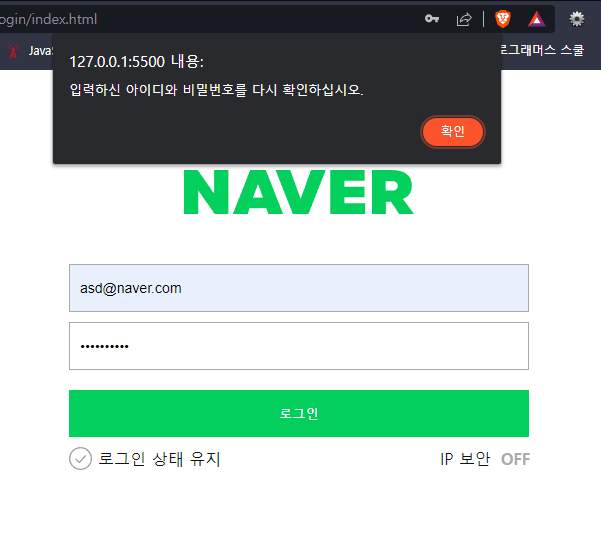 ogin/index.html
Java
로그래머스 스쿨
127.0.0.1:5500 내용:
입력하신 아이디와 비밀번호를 다시 확인하십시오.
확인
NAVER
asd@naver.com
••••••••••
로그인
로그인 상태 유지
IP 보안 OFF